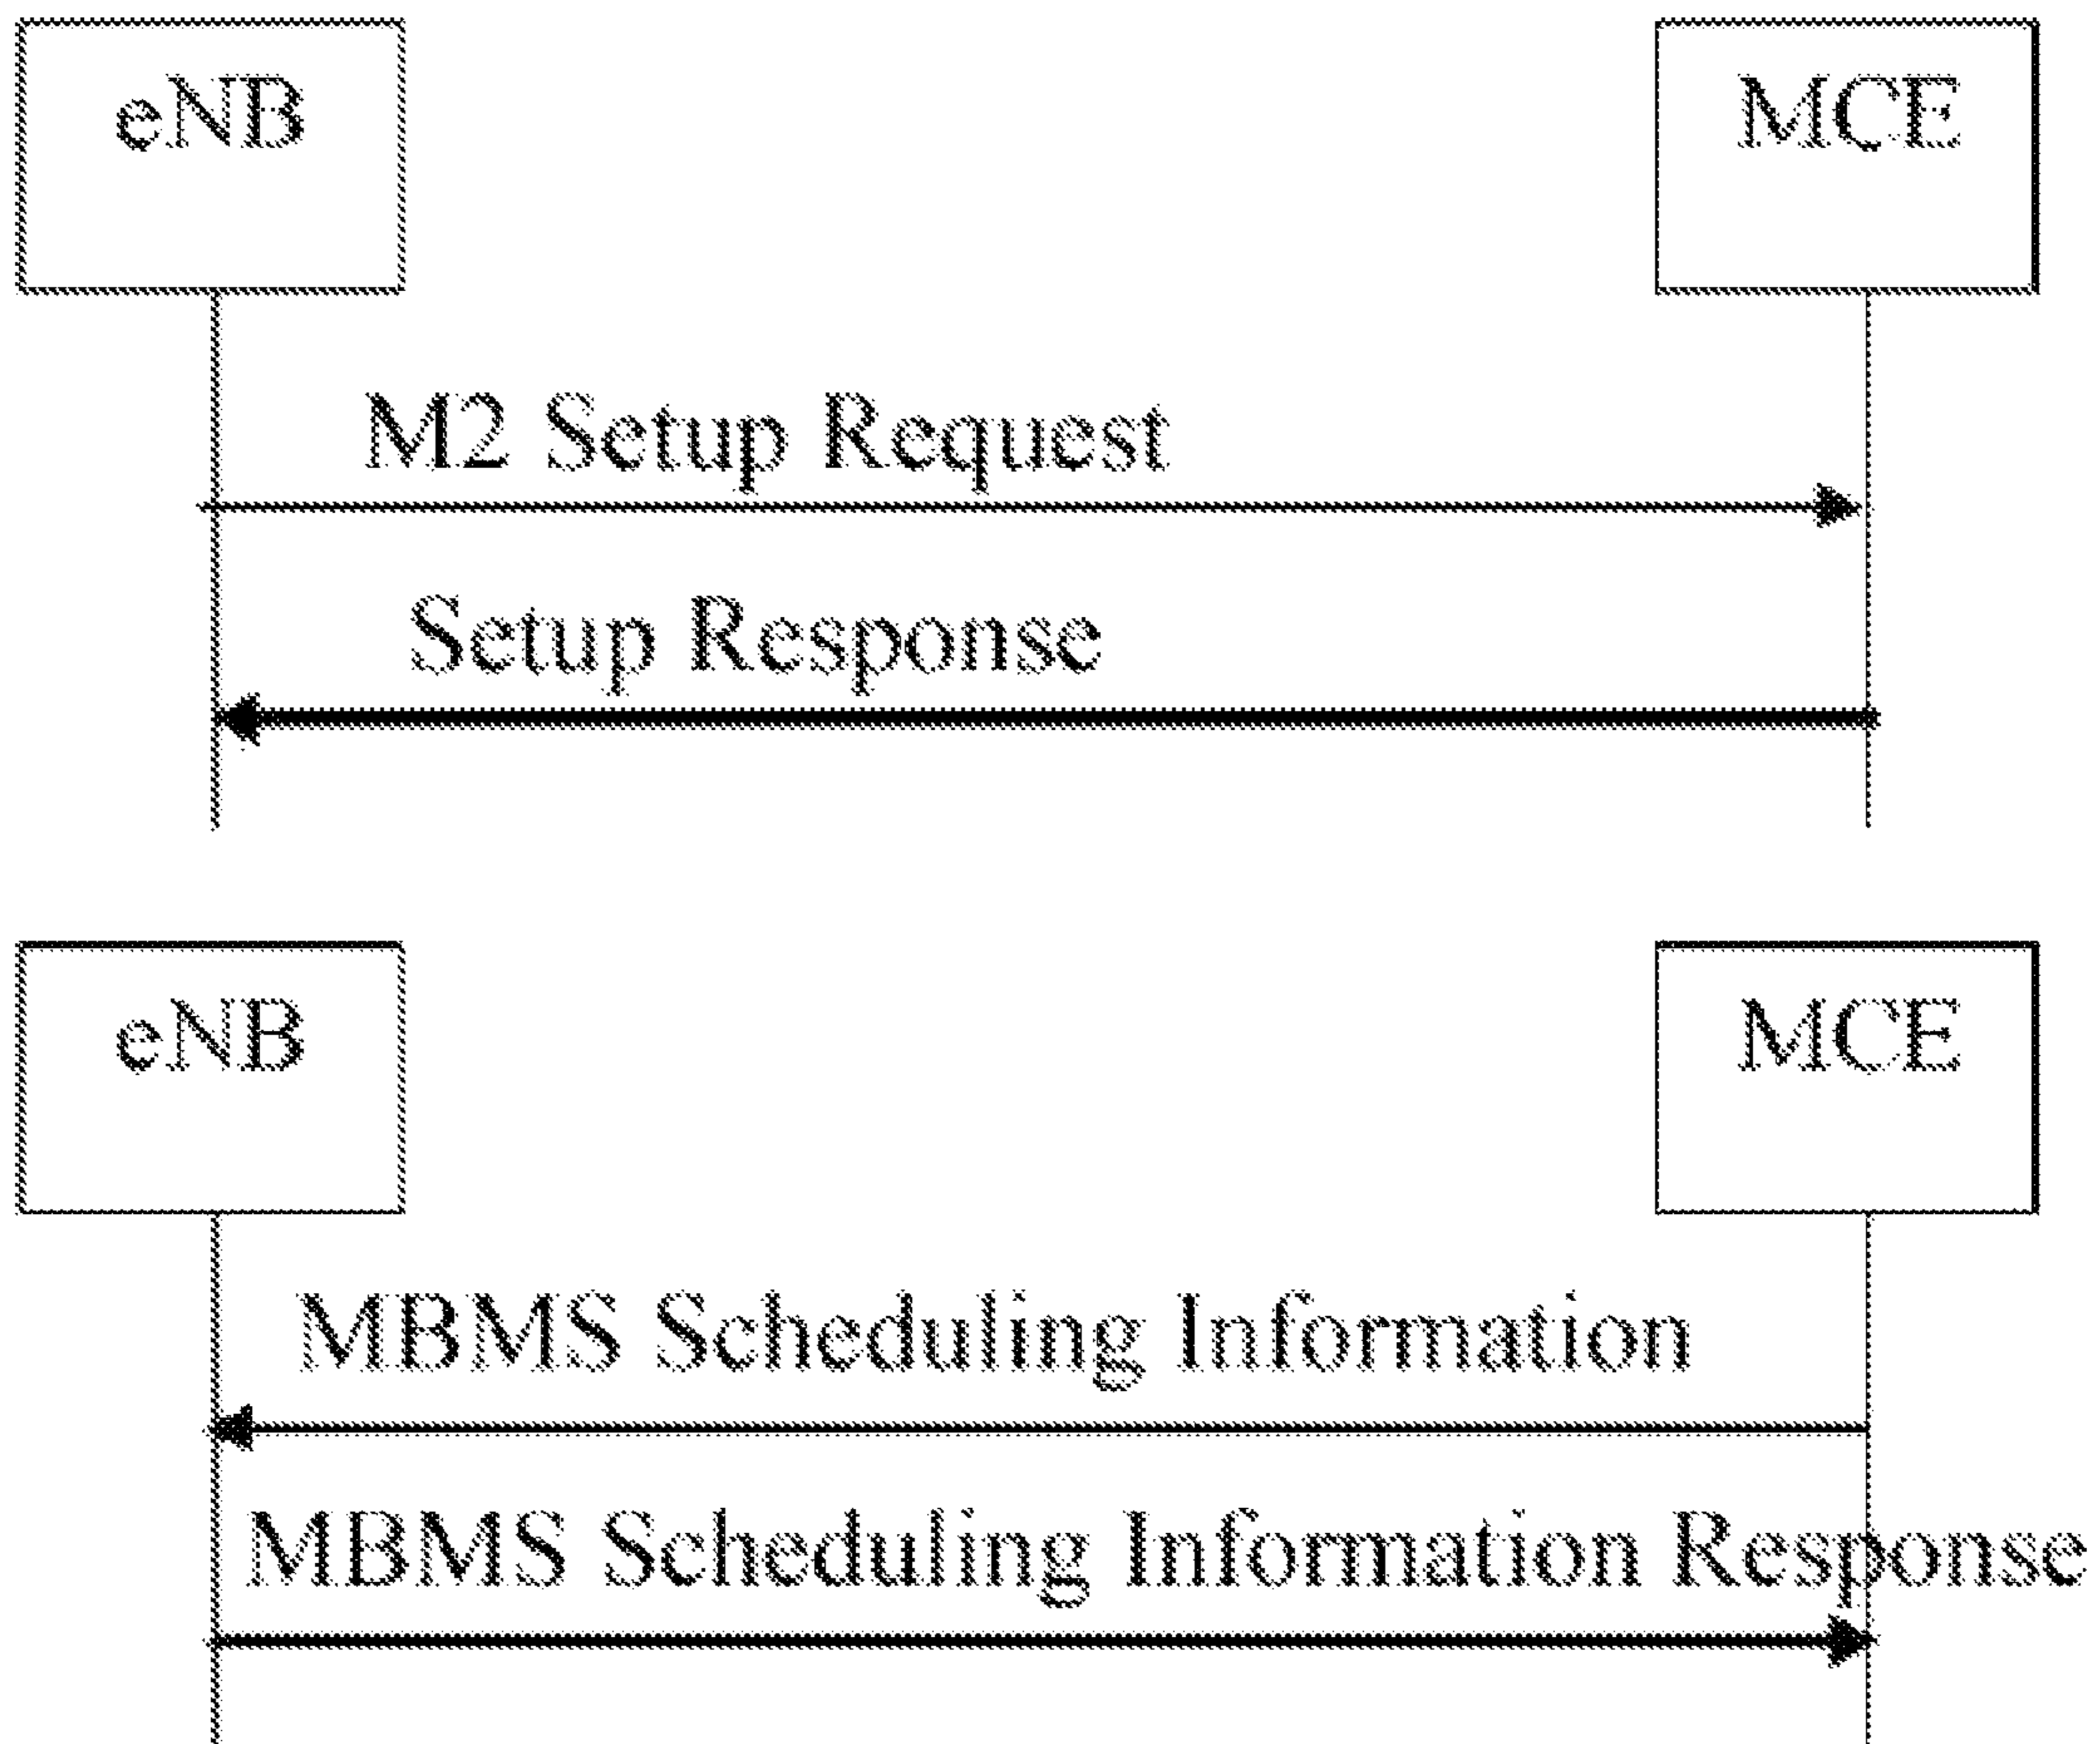 eNB
MCE
M2 Setup Request
Setup Response
eNB
MCE
MBMS Scheduling Information
MBMS Scheduling Information Response